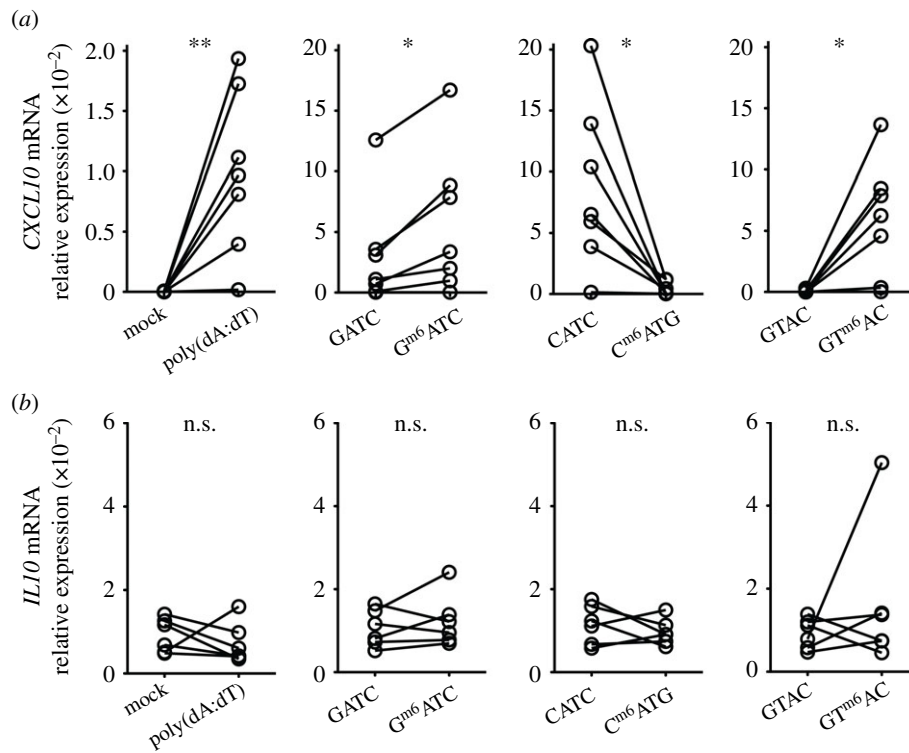 (a)
** * * *
CXCL10 mRNA
relative expression (×10⁻²)
2.0
1.5
1.0
0.5
0
mock
poly(dA:dT)
20
15
10
5
0
GATC
Gᵐ⁶ATC
20
15
10
5
0
CATC
Cᵐ⁶ATG
20
15
10
5
0
GTAC
GTᵐ⁶AC
(b)
n.s. n.s. n.s. n.s.
IL10 mRNA
relative expression (×10⁻²)
6
4
2
0
mock
poly(dA:dT)
6
4
2
0
GATC
Gᵐ⁶ATC
6
4
2
0
CATC
Cᵐ⁶ATG
6
4
2
0
GTAC
GTᵐ⁶AC